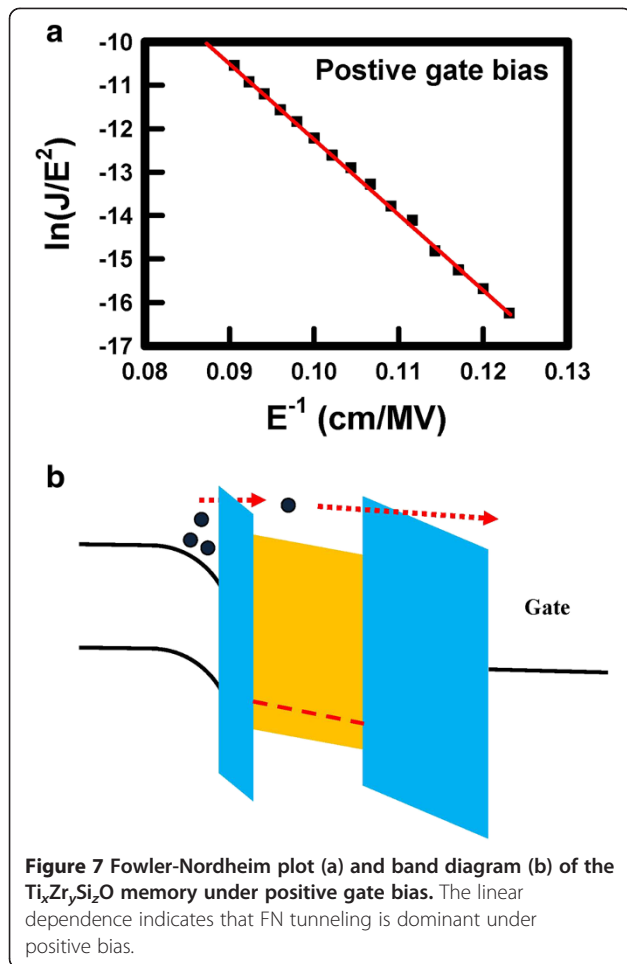 a
Postive gate bias
ln(J/E²)
-10
-11
-12
-13
-14
-15
-16
-17
0.08 0.09 0.10 0.11 0.12 0.13
E⁻¹ (cm/MV)
b
Gate
Figure 7 Fowler-Nordheim plot (a) and band diagram (b) of the
TiₓZrᵧSi_zO memory under positive gate bias. The linear
dependence indicates that FN tunneling is dominant under
positive bias.